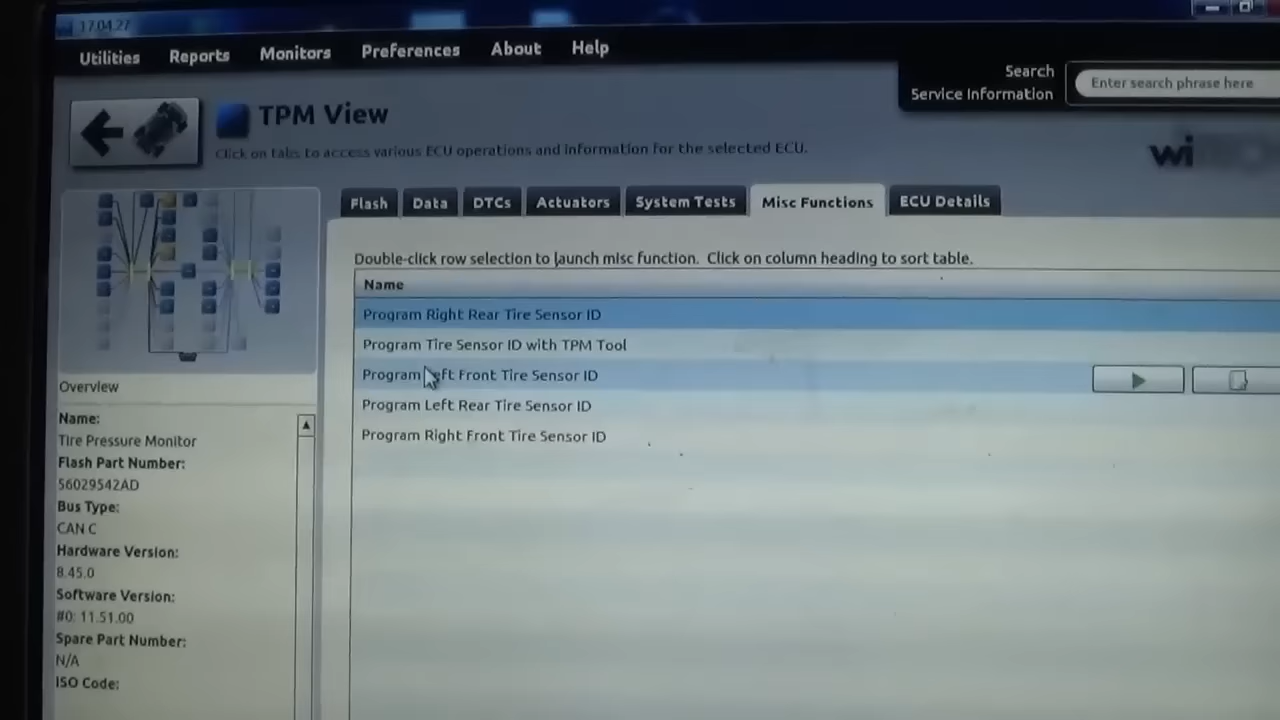 17.04.27
Utilities Reports Monitors Preferences About Help
Search
Service Information
Enter search phrase here
TPM View
Click on tabs to access various ECU operations and information for the selected ECU.
wi
Flash Data DTCs Actuators System Tests Misc Functions ECU Details
Double-click row selection to launch misc function. Click on column heading to sort table.
Name
Program Right Rear Tire Sensor ID
Program Tire Sensor ID with TPM Tool
Program Left Front Tire Sensor ID
Program Left Rear Tire Sensor ID
Program Right Front Tire Sensor ID
Overview
Name:
Tire Pressure Monitor
Flash Part Number:
56029542AD
Bus Type:
CAN C
Hardware Version:
8.45.0
Software Version:
#0: 11.51.00
Spare Part Number:
N/A
ISO Code: